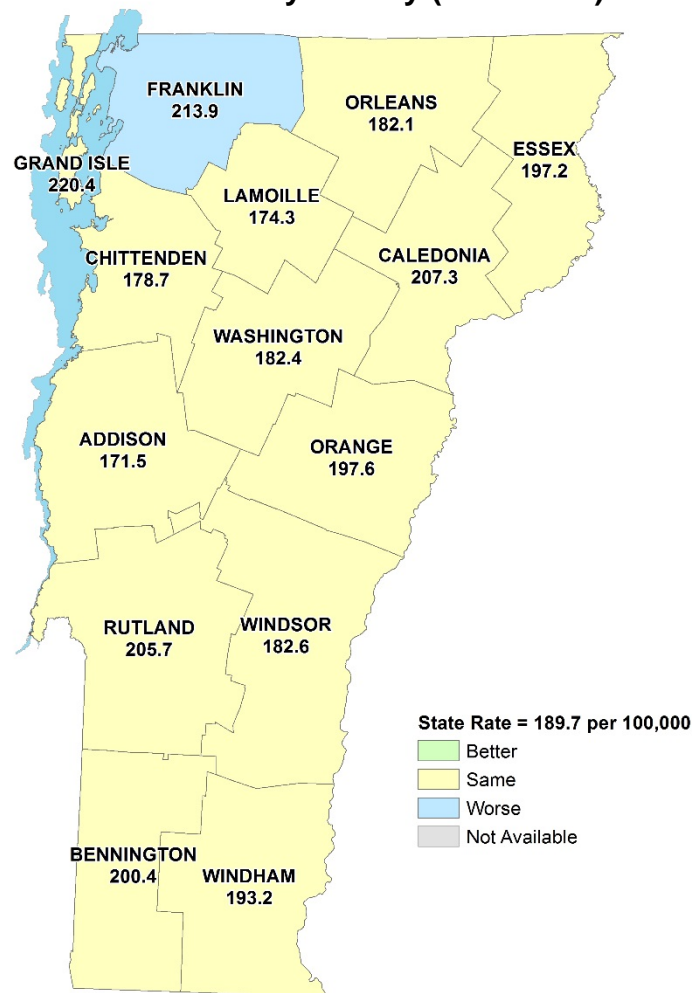 FRANKLIN
213.9
ORLEANS
182.1
ESSEX
197.2
GRAND ISLE
220.4
LAMOILLE
174.3
CHITTENDEN
178.7
CALEDONIA
207.3
WASHINGTON
182.4
ADDISON
171.5
ORANGE
197.6
RUTLAND
205.7
WINDSOR
182.6
State Rate = 189.7 per 100,000
Better
Same
Worse
Not Available
BENNINGTON
200.4
WINDHAM
193.2